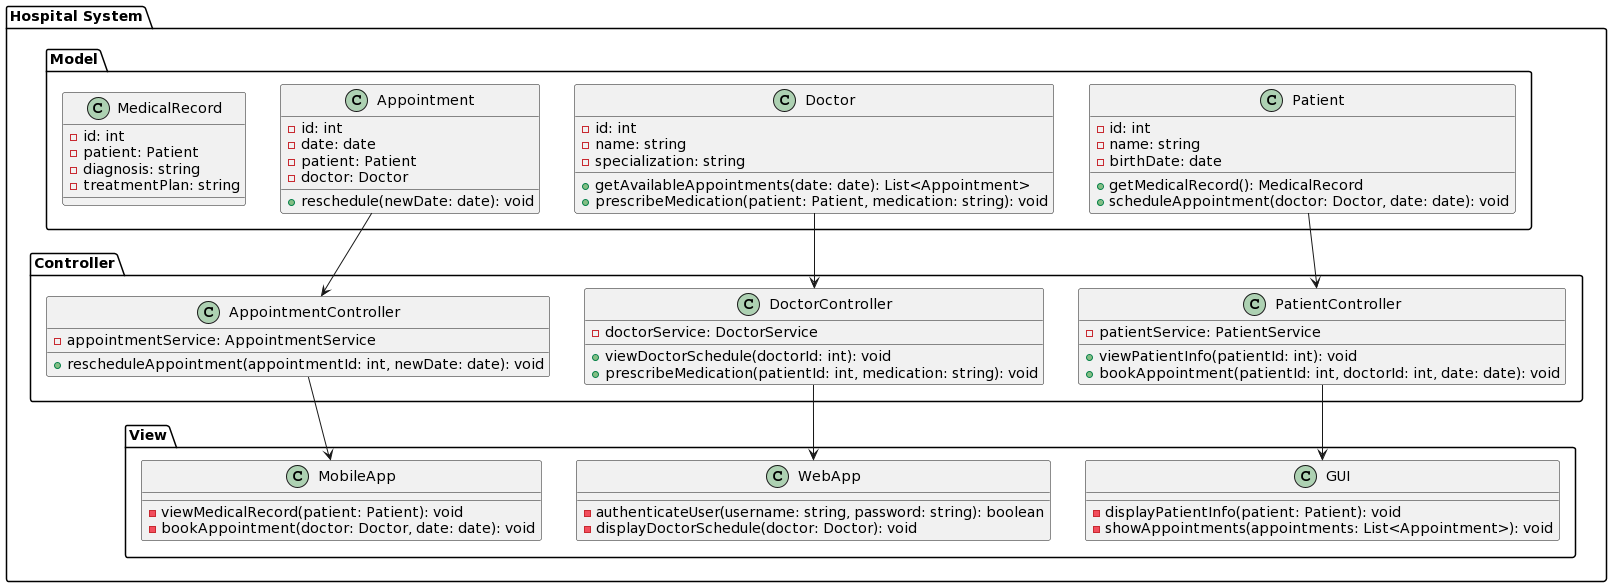 Hospital System
Model
C MedicalRecord
id: int
patient: Patient
diagnosis: string
treatmentPlan: string
C Appointment
id: int
date: date
patient: Patient
doctor: Doctor
reschedule(newDate: date): void
C Doctor
id: int
name: string
specialization: string
getAvailableAppointments(date: date): List<Appointment>
prescribeMedication(patient: Patient, medication: string): void
C Patient
id: int
name: string
birthDate: date
getMedicalRecord(): MedicalRecord
scheduleAppointment(doctor: Doctor, date: date): void
Controller
C AppointmentController
appointmentService: AppointmentService
rescheduleAppointment(appointmentId: int, newDate: date): void
C DoctorController
doctorService: DoctorService
viewDoctorSchedule(doctorId: int): void
prescribeMedication(patientId: int, medication: string): void
C PatientController
patientService: PatientService
viewPatientInfo(patientId: int): void
bookAppointment(patientId: int, doctorId: int, date: date): void
View
C MobileApp
viewMedicalRecord(patient: Patient): void
bookAppointment(doctor: Doctor, date: date): void
C WebApp
authenticateUser(username: string, password: string): boolean
displayDoctorSchedule(doctor: Doctor): void
C GUI
displayPatientInfo(patient: Patient): void
showAppointments(appointments: List<Appointment>): void